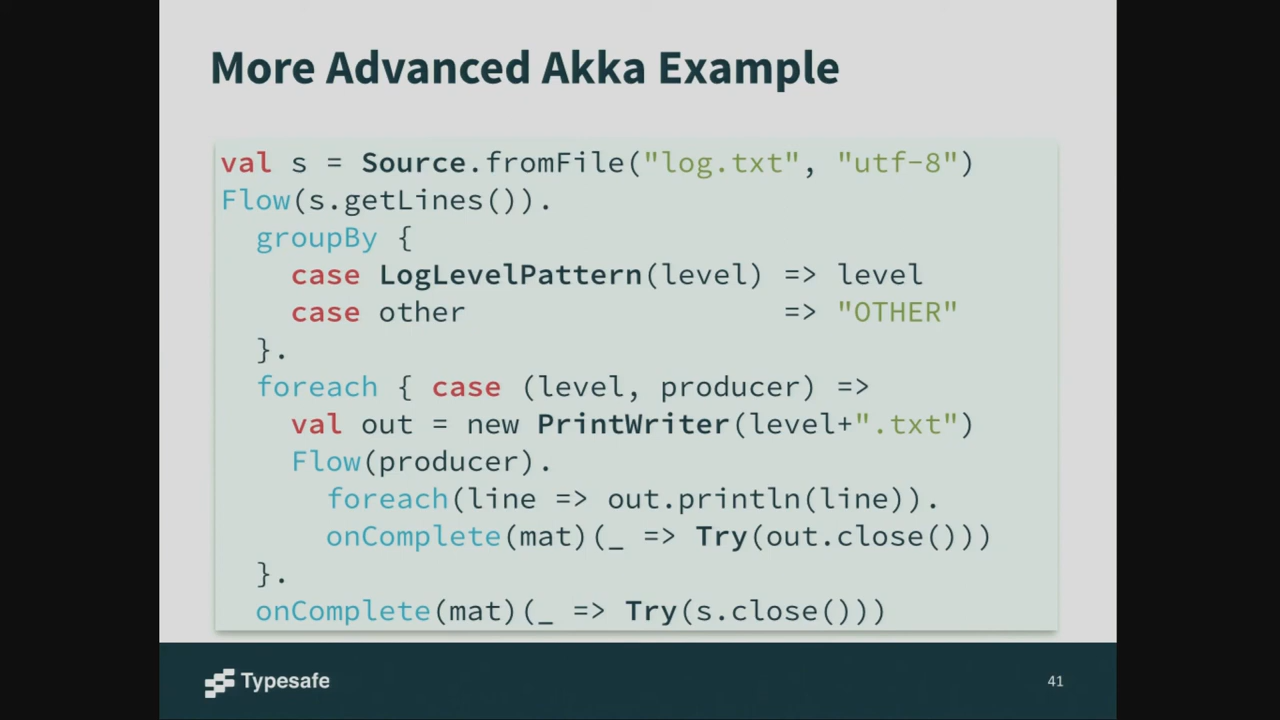 More Advanced Akka Example
val s = Source.fromFile("log.txt", "utf-8")
Flow(s.getLines()).
  groupBy {
    case LogLevelPattern(level) => level
    case other                  => "OTHER"
  }.
  foreach { case (level, producer) =>
    val out = new PrintWriter(level+".txt")
    Flow(producer).
      foreach(line => out.println(line)).
      onComplete(mat)(_ => Try(out.close()))
  }.
  onComplete(mat)(_ => Try(s.close()))
Typesafe
41